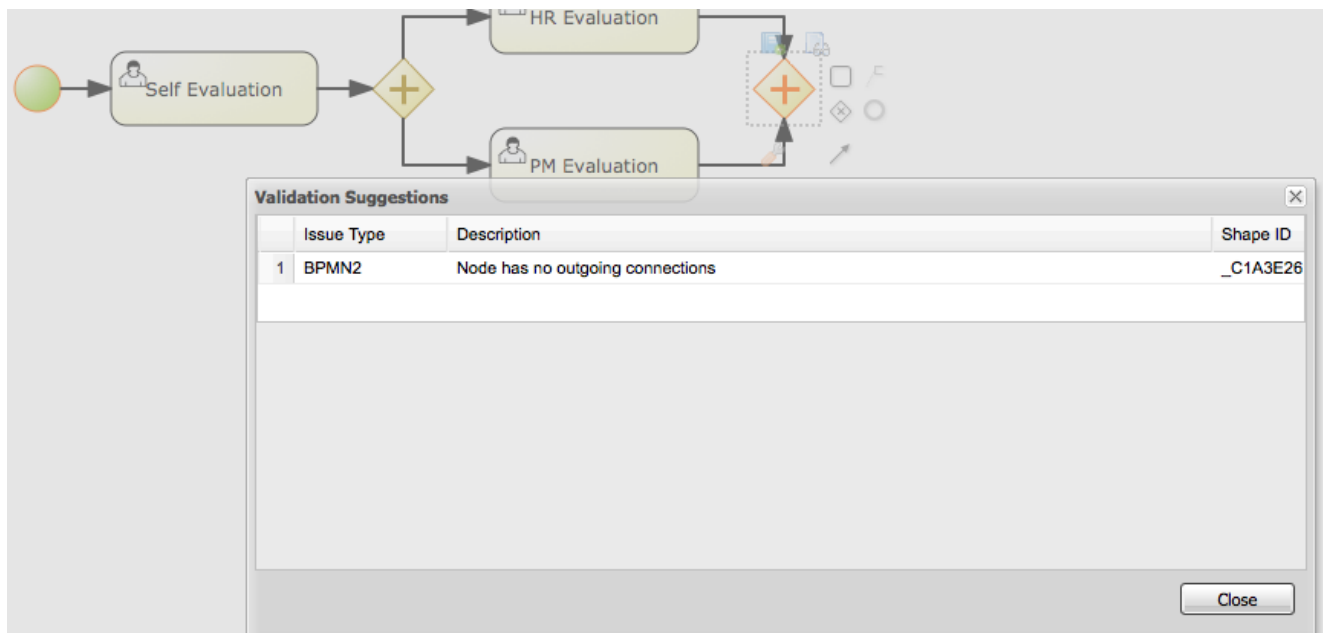 HR Evaluation
Self Evaluation
PM Evaluation
Validation Suggestions
Issue Type Description Shape ID
1 BPMN2 Node has no outgoing connections _C1A3E26
Close